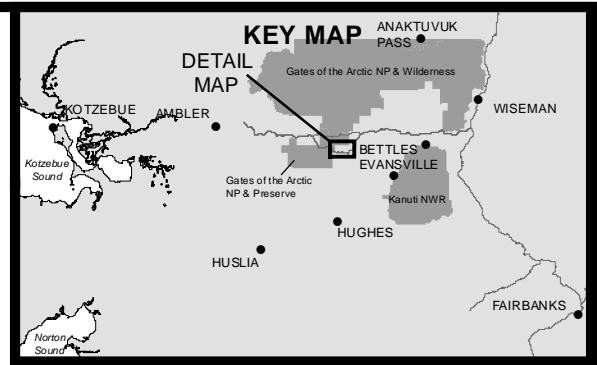 KEY MAP
ANAKTUVUK
PASS
DETAIL
MAP
Gates of the Arctic NP & Wilderness
WISEMAN
KOTZEBUE
AMBLER
Kotzebue
Sound
BETTLES
EVANSVILLE
Gates of the Arctic
NP & Preserve
Kanuti NWR
HUGHES
HUSLIA
FAIRBANKS
Norton
Sound